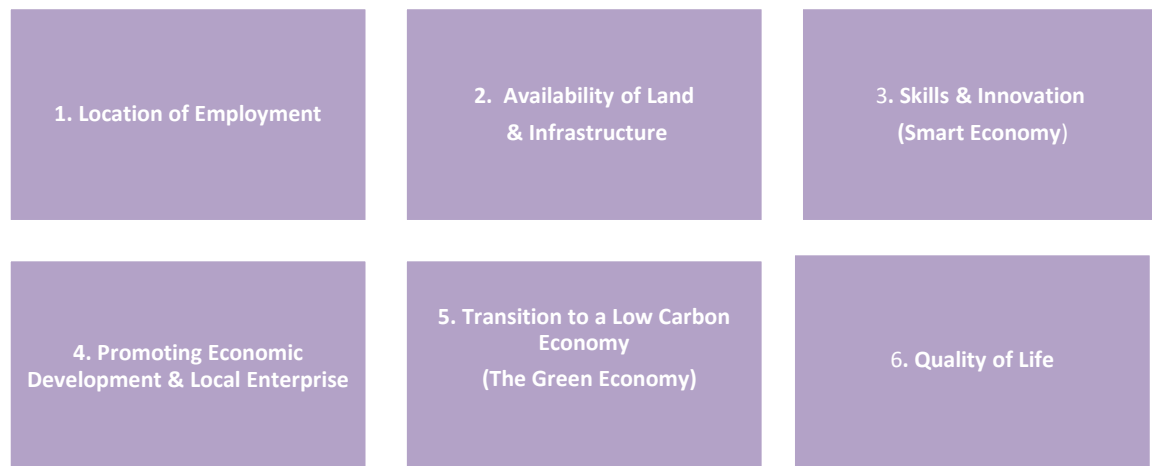 1. Location of Employment
2. Availability of Land
& Infrastructure
3. Skills & Innovation
(Smart Economy)
4. Promoting Economic
Development & Local Enterprise
5. Transition to a Low Carbon
Economy
(The Green Economy)
6. Quality of Life